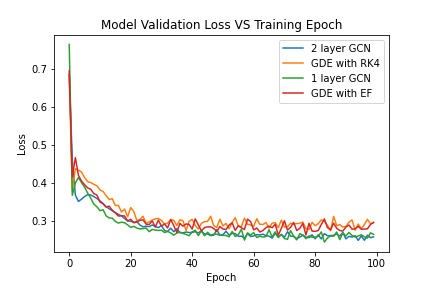 Model Validation Loss VS Training Epoch
2 layer GCN
GDE with RK4
1 layer GCN
GDE with EF
Loss
0.7
0.6
0.5
0.4
0.3
0 20 40 60 80 100
Epoch